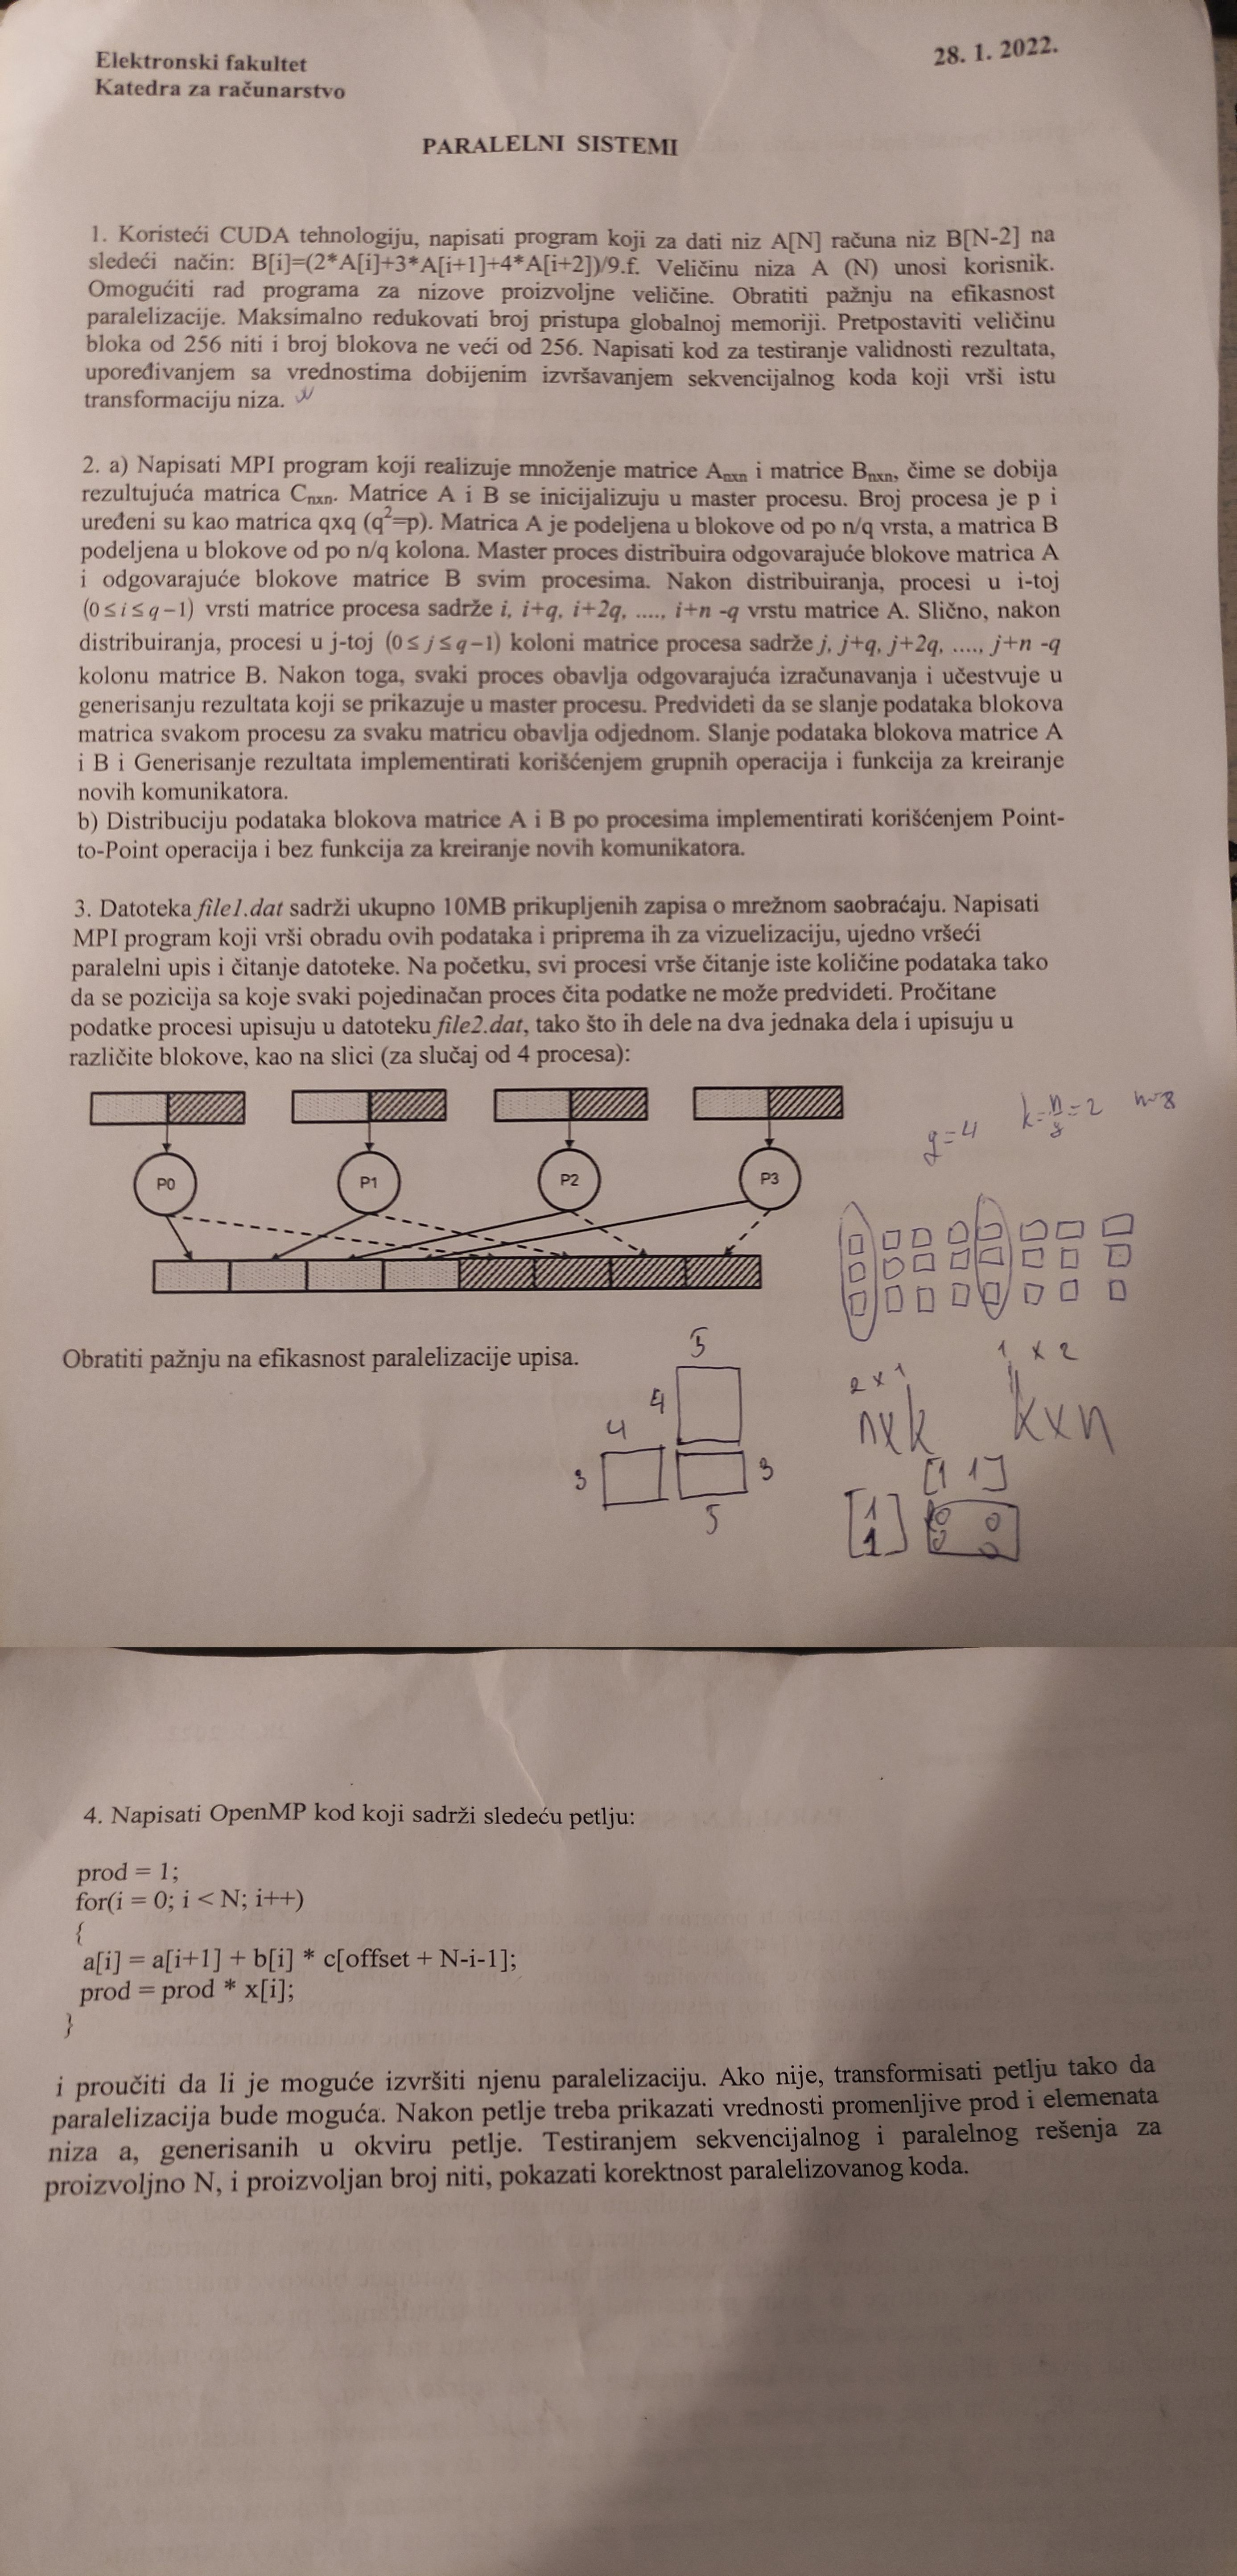 Elektronski fakultet
28. 1. 2022.
Katedra za računarstvo
PARALELNI SISTEMI
1. Koristeći CUDA tehnologiju, napisati program koji za dati niz A[N] računa niz B[N-2] na
sledeći način: B[i]=(2*A[i]+3*A[i+1]+4*A[i+2])/9.f. Veličinu niza A (N) unosi korisnik.
Omogućiti rad programa za nizove proizvoljne veličine. Obratiti pažnju na efikasnost
paralelizacije. Maksimalno redukovati broj pristupa globalnoj memoriji. Pretpostaviti veličinu
bloka od 256 niti i broj blokova ne veći od 256. Napisati kod za testiranje validnosti rezultata,
upoređivanjem sa vrednostima dobijenim izvršavanjem sekvencijalnog koda koji vrši istu
transformaciju niza.
2. a) Napisati MPI program koji realizuje množenje matrice Anxn i matrice Bnxn, čime se dobija
rezultujuća matrica Cnxn. Matrice A i B se inicijalizuju u master procesu. Broj procesa je p i
uređeni su kao matrica qxq (q²=p). Matrica A je podeljena u blokove od po n/q vrsta, a matrica B
podeljena u blokove od po n/q kolona. Master proces distribuira odgovarajuće blokove matrica A
i odgovarajuće blokove matrice B svim procesima. Nakon distribuiranja, procesi u i-toj
(0≤i≤q−1) vrsti matrice procesa sadrže i, i+q, i+2q, ...., i+n -q vrstu matrice A. Slično, nakon
distribuiranja, procesi u j-toj (0≤j≤q−1) koloni matrice procesa sadrže j, j+q, j+2q, ...., j+n -q
kolonu matrice B. Nakon toga, svaki proces obavlja odgovarajuća izračunavanja i učestvuje u
generisanju rezultata koji se prikazuje u master procesu. Predvideti da se slanje podataka blokova
matrica svakom procesu za svaku matricu obavlja odjednom. Slanje podataka blokova matrice A
i B i Generisanje rezultata implementirati korišćenjem grupnih operacija i funkcija za kreiranje
novih komunikatora.
b) Distribuciju podataka blokova matrice A i B po procesima implementirati korišćenjem Point-
to-Point operacija i bez funkcija za kreiranje novih komunikatora.
3. Datoteka file1.dat sadrži ukupno 10MB prikupljenih zapisa o mrežnom saobraćaju. Napisati
MPI program koji vrši obradu ovih podataka i priprema ih za vizuelizaciju, ujedno vršeći
paralelni upis i čitanje datoteke. Na početku, svi procesi vrše čitanje iste količine podataka tako
da se pozicija sa koje svaki pojedinačan proces čita podatke ne može predvideti. Pročitane
podatke procesi upisuju u datoteku file2.dat, tako što ih dele na dva jednaka dela i upisuju u
različite blokove, kao na slici (za slučaj od 4 procesa):
P0 P1 P2 P3
g=4 k=n/g=2 n=8
Obratiti pažnju na efikasnost paralelizacije upisa.
5
4
4
3
3
5
2 x 1 1 x 2
nxk kxn
[1 1]
[1
1]
4. Napisati OpenMP kod koji sadrži sledeću petlju:
prod = 1;
for(i = 0; i < N; i++)
{
a[i] = a[i+1] + b[i] * c[offset + N-i-1];
prod = prod * x[i];
}
i proučiti da li je moguće izvršiti njenu paralelizaciju. Ako nije, transformisati petlju tako da
paralelizacija bude moguća. Nakon petlje treba prikazati vrednosti promenljive prod i elemenata
niza a, generisanih u okviru petlje. Testiranjem sekvencijalnog i paralelnog rešenja za
proizvoljno N, i proizvoljan broj niti, pokazati korektnost paralelizovanog koda.